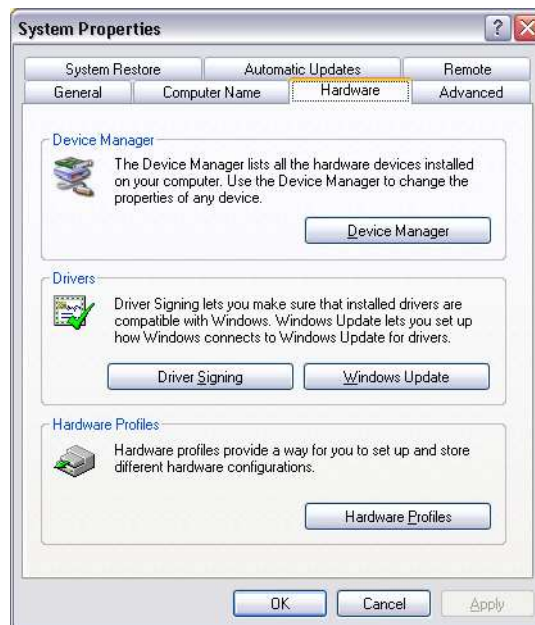 System Properties
System Restore
Automatic Updates
Remote
General
Computer Name
Hardware
Advanced
Device Manager
The Device Manager lists all the hardware devices installed
on your computer. Use the Device Manager to change the
properties of any device.
Device Manager
Drivers
Driver Signing lets you make sure that installed drivers are
compatible with Windows. Windows Update lets you set up
how Windows connects to Windows Update for drivers.
Driver Signing
Windows Update
Hardware Profiles
Hardware profiles provide a way for you to set up and store
different hardware configurations.
Hardware Profiles
OK
Cancel
Apply